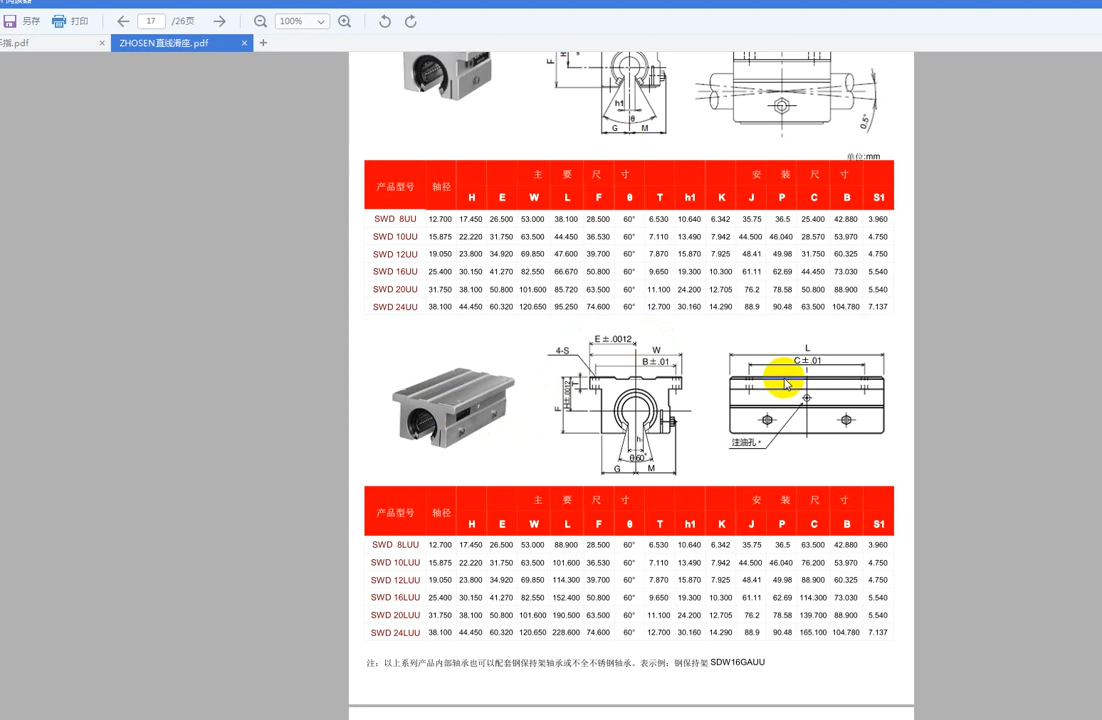 另存 打印 17 /26页 100%
手指.pdf × ZHOSEN直线滑座.pdf × +
F H h1 θ G M 0.5°
单位:mm
产品型号 轴径 主 要 尺 寸 安 装 尺 寸
H E W L F θ T h1 K J P C B S1
SWD 8UU 12.700 17.450 26.500 53.000 38.100 28.500 60° 6.530 10.640 6.342 35.75 36.5 25.400 42.880 3.960
SWD 10UU 15.875 22.220 31.750 63.500 44.450 36.530 60° 7.110 13.490 7.942 44.500 46.040 28.570 53.970 4.750
SWD 12UU 19.050 23.800 34.920 69.850 47.600 39.700 60° 7.870 15.870 7.925 48.41 49.98 31.750 60.325 4.750
SWD 16UU 25.400 30.150 41.270 82.550 66.670 50.800 60° 9.650 19.300 10.300 61.11 62.69 44.450 73.030 5.540
SWD 20UU 31.750 38.100 50.800 101.600 85.720 63.500 60° 11.100 24.200 12.705 76.2 78.58 50.800 88.900 5.540
SWD 24UU 38.100 44.450 60.320 120.650 95.250 74.600 60° 12.700 30.160 14.290 88.9 90.48 63.500 104.780 7.137
E±.0012
4-S W
B±.01
T
F H±.0012
h
θ60°
G M
L
C±.01
注油孔
产品型号 轴径 主 要 尺 寸 安 装 尺 寸
H E W L F θ T h1 K J P C B S1
SWD 8LUU 12.700 17.450 26.500 53.000 88.900 28.500 60° 6.530 10.640 6.342 35.75 36.5 63.500 42.880 3.960
SWD 10LUU 15.875 22.220 31.750 63.500 101.600 36.530 60° 7.110 13.490 7.942 44.500 46.040 76.200 53.970 4.750
SWD 12LUU 19.050 23.800 34.920 69.850 114.300 39.700 60° 7.870 15.870 7.925 48.41 49.98 88.900 60.325 4.750
SWD 16LUU 25.400 30.150 41.270 82.550 152.400 50.800 60° 9.650 19.300 10.300 61.11 62.69 114.300 73.030 5.540
SWD 20LUU 31.750 38.100 50.800 101.600 190.500 63.500 60° 11.100 24.200 12.705 76.2 78.58 139.700 88.900 5.540
SWD 24LUU 38.100 44.450 60.320 120.650 228.600 74.600 60° 12.700 30.160 14.290 88.9 90.48 165.100 104.780 7.137
注：以上系列产品内部轴承也可以配套钢保持架轴承或不全不锈钢轴承。表示例：钢保持架 SDW16GAUU